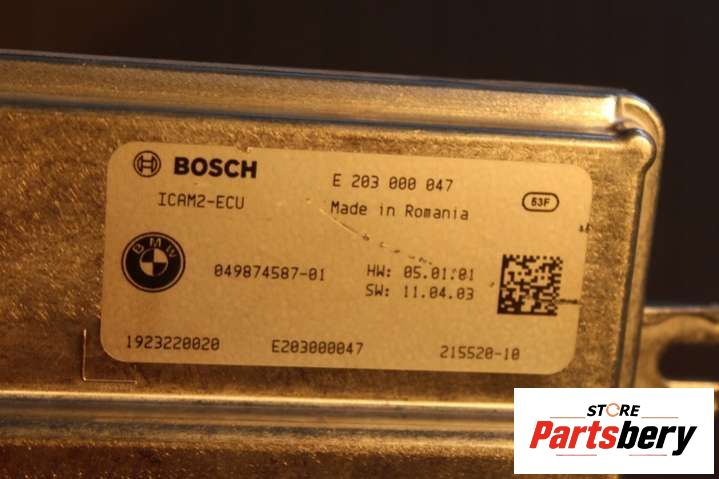 BOSCH
E 203 000 047
53F
ICAM2-ECU
Made in Romania
BMW
049874587-01
HW: 05.01.01
SW: 11.04.03
1923220020
E203000047
215520-10
STORE
Partsbery